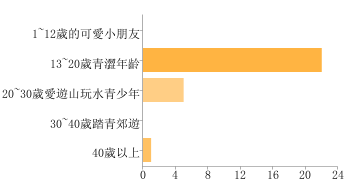 1~12歲的可愛小朋友
13~20歲青澀年齡
20~30歲愛遊山玩水青少年
30~40歲踏青郊遊
40歲以上
0 4 8 12 16 20 24